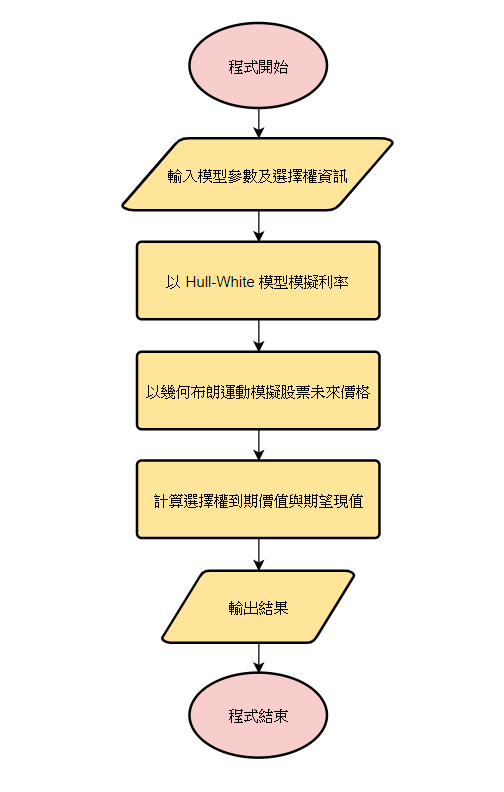 程式開始
輸入模型參數及選擇權資訊
以 Hull-White 模型模擬利率
以幾何布朗運動模擬股票未來價格
計算選擇權到期價值與期望現值
輸出結果
程式結束